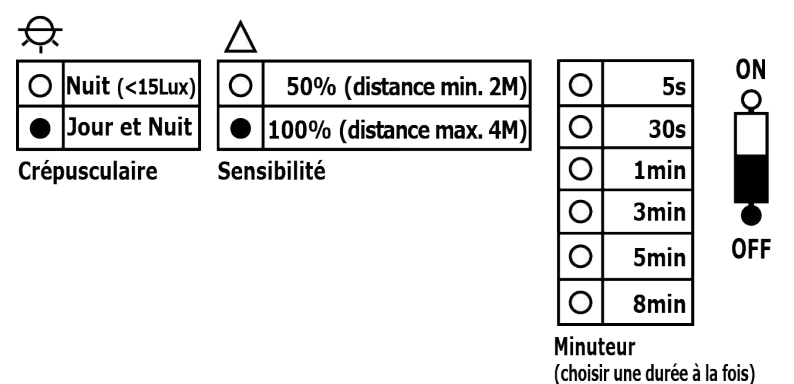 Nuit (<15Lux)
Jour et Nuit
Crépusculaire
50% (distance min. 2M)
100% (distance max. 4M)
Sensibilité
5s
30s
1min
3min
5min
8min
Minuteur
(choisir une durée à la fois)
ON
OFF